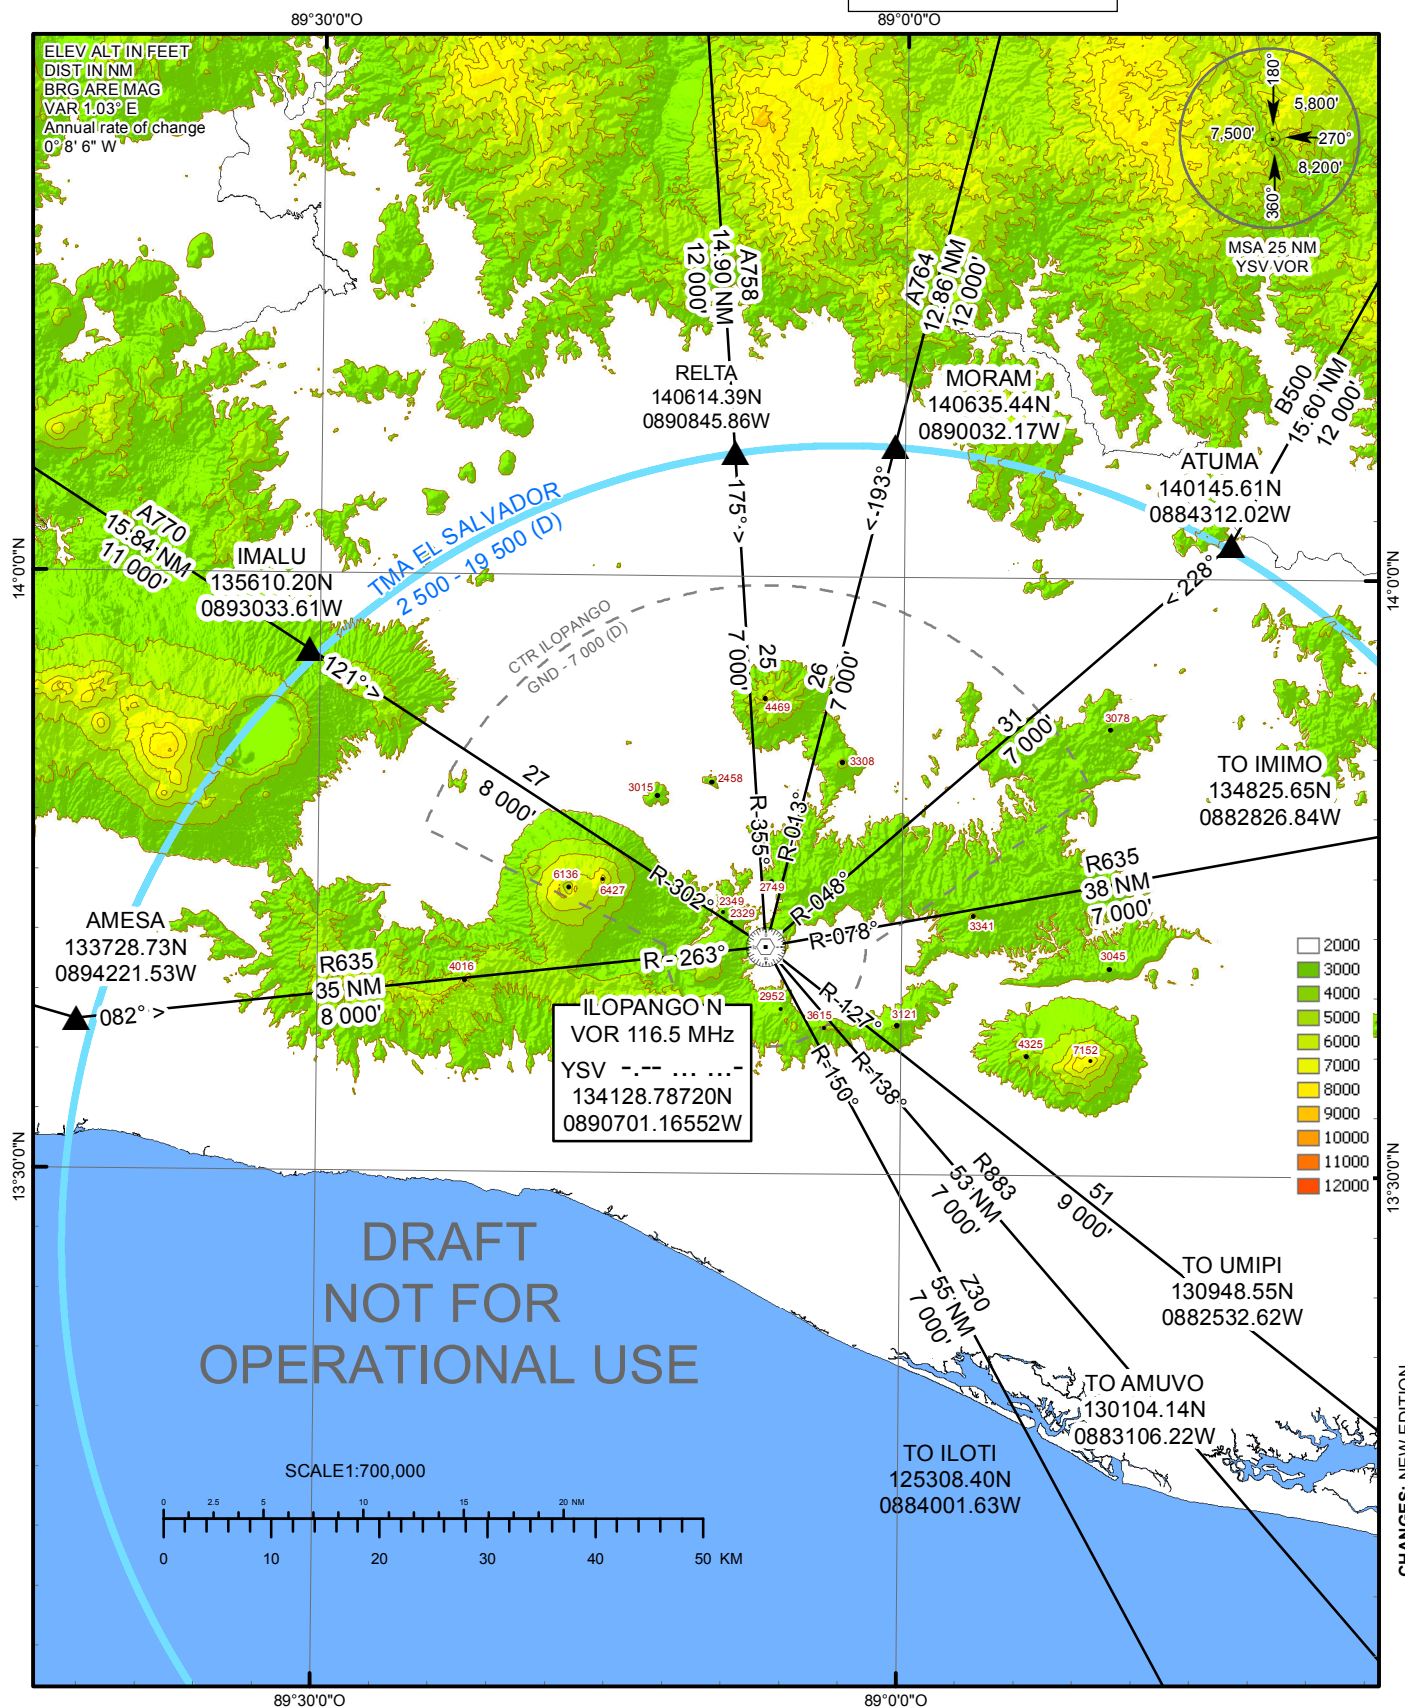 89°30'0"O
89°0'0"O
ELEV ALT IN FEET
DIST IN NM
BRG ARE MAG
VAR 1.03° E
Annual rate of change
0° 8' 6" W
180°
5,800'
7,500'
270°
8,200'
360°
MSA 25 NM
YSV VOR
A758
14.90 NM
12 000'
A764
12.86 NM
12 000'
B500
15.60 NM
12 000'
RELTA
140614.39N
0890845.86W
MORAM
140635.44N
0890032.17W
ATUMA
140145.61N
0884312.02W
175° >
< 193°
< 228°
A770
15.84 NM
11 000'
IMALU
135610.20N
0893033.61W
TMA EL SALVADOR
2 500 - 19 500 (D)
14°0'0"N
14°0'0"N
CTR ILOPANGO
GND - 7 000 (D)
121° >
25
7 000'
26
7 000'
4469
31
7 000'
3078
3308
2458
3015
27
8 000'
TO IMIMO
134825.65N
0882826.84W
R-355°
R-013°
R-048°
R-302°
R635
38 NM
7 000'
6136
6427
2749
2349
2329
3341
R-078°
AMESA
133728.73N
0894221.53W
R635
35 NM
8 000'
4016
R - 263°
3045
082° >
2952
3615
3121
4325
7152
R-127°
R-138°
R-150°
ILOPANGO N
VOR 116.5 MHz
YSV -.-- ... ...-
134128.78720N
0890701.16552W
2000
3000
4000
5000
6000
7000
8000
9000
10000
11000
12000
13°30'0"N
13°30'0"N
R883
53 NM
7 000'
51
9 000'
Z30
55 NM
7 000'
DRAFT
NOT FOR
OPERATIONAL USE
TO UMIPI
130948.55N
0882532.62W
TO AMUVO
130104.14N
0883106.22W
TO ILOTI
125308.40N
0884001.63W
SCALE1:700,000
0 2.5 5 10 15 20 NM
0 10 20 30 40 50 KM
CHANGES: NEW EDITION
89°30'0"O
89°0'0"O